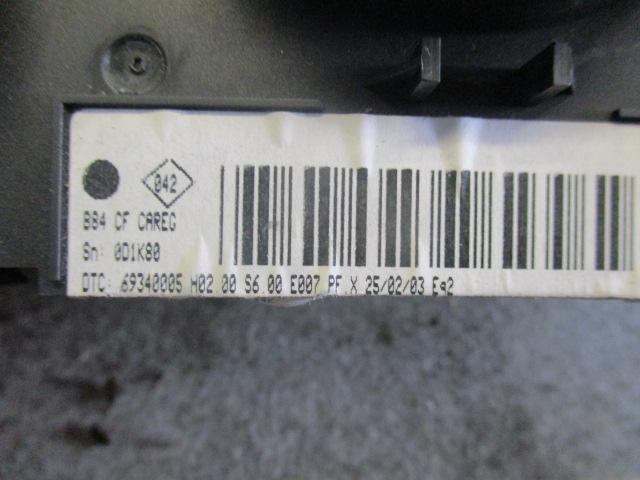 042
B84 CF CAREG
Sn: 0D1K80
DTC: 69340005 H02.00 S6.00 E007 PF.X 25/02/03 Eq2